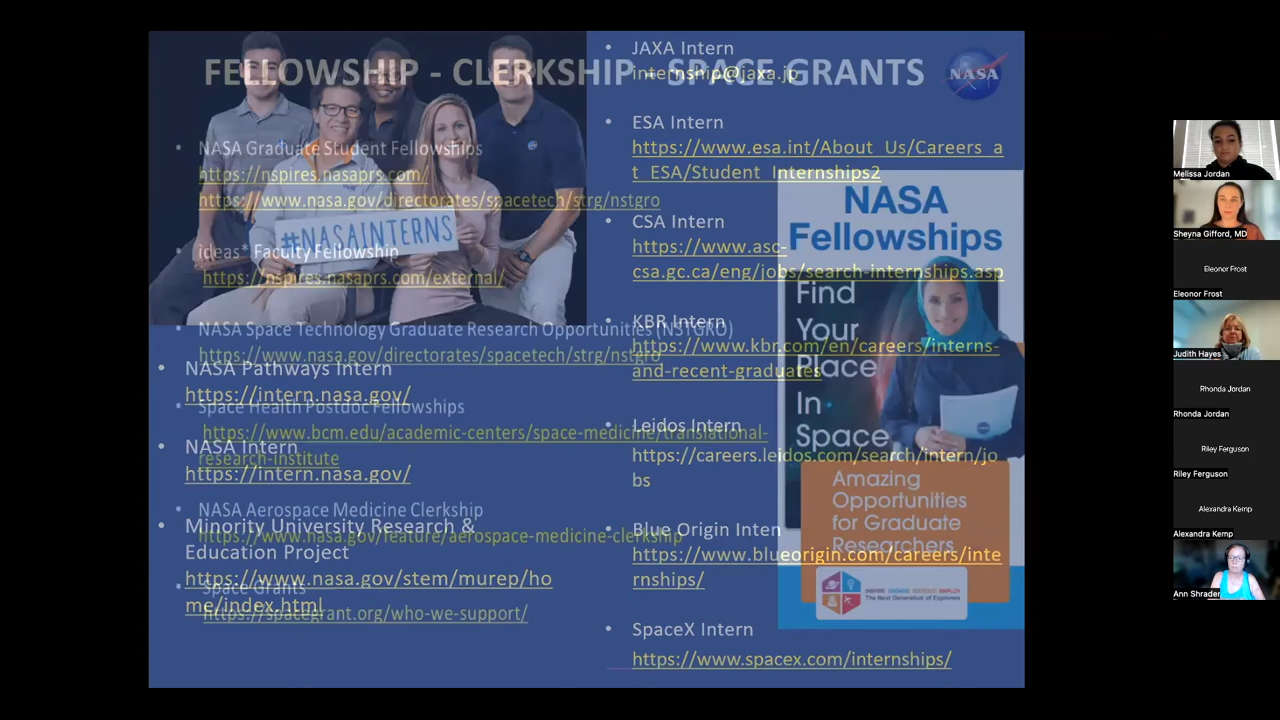 FELLOWSHIP - CLERKSHIP - SPACE GRANTS
NASA
NASA Graduate Student Fellowships
https://nspires.nasaprs.com/
https://www.nasa.gov/directorates/spacetech/strg/nstgro
ideas* Faculty Fellowship
https://nspires.nasaprs.com/external/
NASA Space Technology Graduate Research Opportunities (NSTGRO)
https://www.nasa.gov/directorates/spacetech/strg/nstgro
Space Health Postdoc Fellowships
https://www.bcm.edu/academic-centers/space-medicine/translational-
research-institute
NASA Aerospace Medicine Clerkship
https://www.nasa.gov/feature/aerospace-medicine-clerkship
Space Grants
https://spacegrant.org/who-we-support/
#NASAINTERNS
NASA Pathways Intern
https://intern.nasa.gov/
NASA Intern
https://intern.nasa.gov/
Minority University Research &
Education Project
https://www.nasa.gov/stem/murep/ho
me/index.html
JAXA Intern
internship@jaxa.jp
ESA Intern
https://www.esa.int/About_Us/Careers_a
t_ESA/Student_Internships2
CSA Intern
https://www.asc-
csa.gc.ca/eng/jobs/search-internships.asp
KBR Intern
https://www.kbr.com/en/careers/interns-
and-recent-graduates
Leidos Intern
https://careers.leidos.com/search/intern/jo
bs
Blue Origin Inten
https://www.blueorigin.com/careers/inte
rnships/
SpaceX Intern
https://www.spacex.com/internships/
NASA
Fellowships
Find
Your
Place
In
Space
Amazing
Opportunities
for Graduate
Researchers
INSPIRE ENGAGE EDUCATE EMPLOY
The Next Generation of Explorers
Melissa Jordan
Sheyna Gifford, MD
Eleonor Frost
Eleonor Frost
Judith Hayes
Rhonda Jordan
Rhonda Jordan
Riley Ferguson
Riley Ferguson
Alexandra Kemp
Alexandra Kemp
Ann Shrader